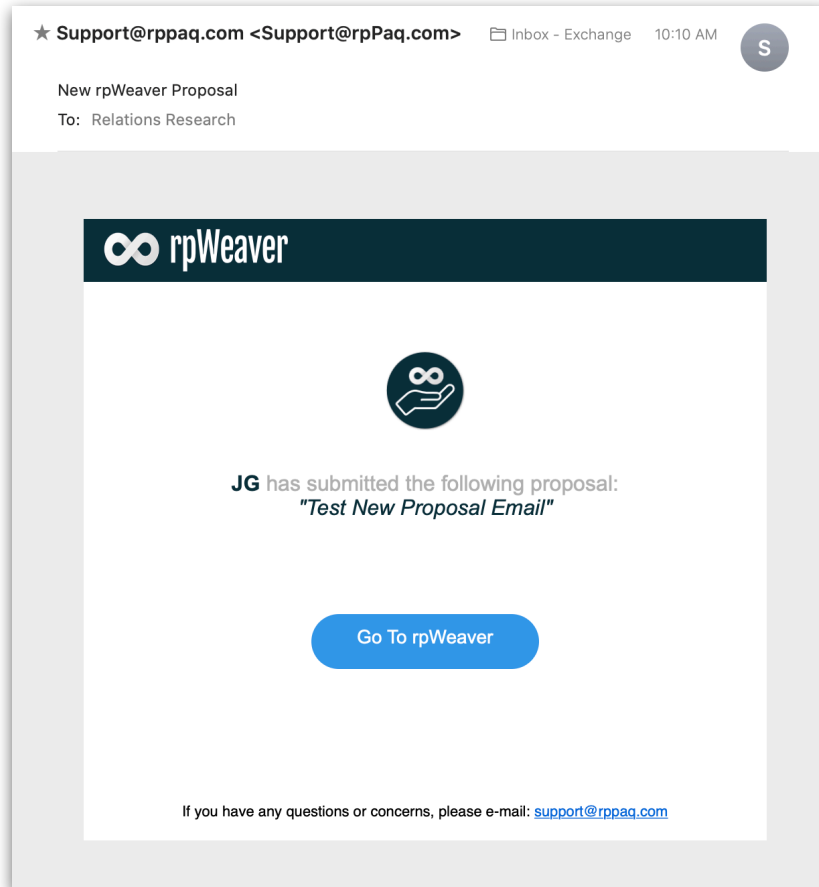 Support@rppaq.com <Support@rpPaq.com> Inbox - Exchange 10:10 AM
S
New rpWeaver Proposal
To: Relations Research
rpWeaver
JG has submitted the following proposal:
"Test New Proposal Email"
Go To rpWeaver
If you have any questions or concerns, please e-mail: support@rppaq.com